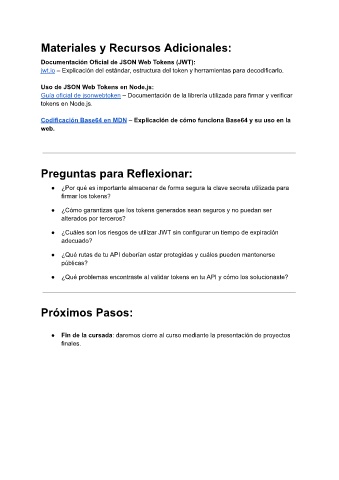 Materiales y Recursos Adicionales:
Documentación Oficial de JSON Web Tokens (JWT):
jwt.io – Explicación del estándar, estructura del token y herramientas para decodificarlo.
Uso de JSON Web Tokens en Node.js:
Guía oficial de jsonwebtoken – Documentación de la librería utilizada para firmar y verificar
tokens en Node.js.
Codificación Base64 en MDN – Explicación de cómo funciona Base64 y su uso en la
web.
Preguntas para Reflexionar:
● ¿Por qué es importante almacenar de forma segura la clave secreta utilizada para
firmar los tokens?
● ¿Cómo garantizas que los tokens generados sean seguros y no puedan ser
alterados por terceros?
● ¿Cuáles son los riesgos de utilizar JWT sin configurar un tiempo de expiración
adecuado?
● ¿Qué rutas de tu API deberían estar protegidas y cuáles pueden mantenerse
públicas?
● ¿Qué problemas encontraste al validar tokens en tu API y cómo los solucionaste?
Próximos Pasos:
● Fin de la cursada: daremos cierre al curso mediante la presentación de proyectos
finales.